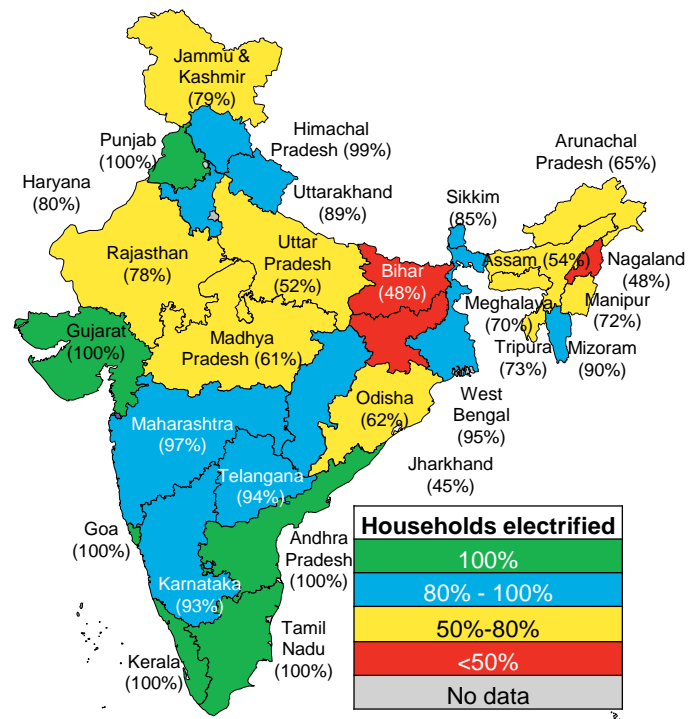 Jammu &
Kashmir
(79%)
Punjab
(100%)
Himachal
Pradesh (99%)
Arunachal
Pradesh (65%)
Haryana
(80%)
Uttarakhand
(89%)
Sikkim
(85%)
Rajasthan
(78%)
Uttar
Pradesh
(52%)
Bihar
(48%)
Assam (54%)
Nagaland
(48%)
Meghalaya
(70%)
Manipur
(72%)
Gujarat
(100%)
Madhya
Pradesh (61%)
Tripura
(73%)
Mizoram
(90%)
Odisha
(62%)
West
Bengal
(95%)
Maharashtra
(97%)
Jharkhand
(45%)
Telangana
(94%)
Goa
(100%)
Andhra
Pradesh
(100%)
Karnataka
(93%)
Tamil
Nadu
(100%)
Kerala
(100%)
Households electrified
100%
80% - 100%
50%-80%
<50%
No data